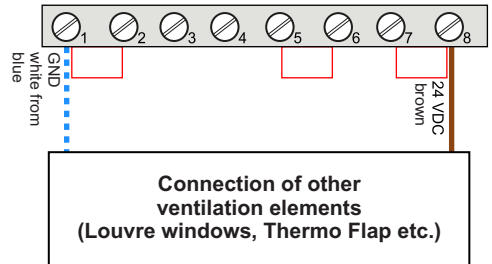 1 2 3 4 5 6 7 8
GND
white from
blue
24 VDC
brown
Connection of other
ventilation elements
(Louvre windows, Thermo Flap etc.)